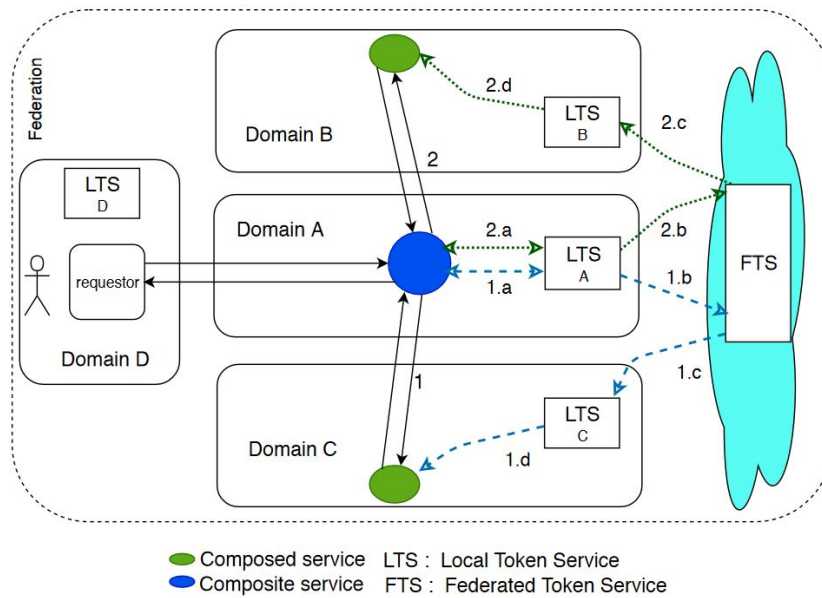 Federation
Domain B
2.d
LTS
B
2.c
2
LTS
D
requestor
Domain D
Domain A
2.a
1.a
LTS
A
2.b
1.b
FTS
1.c
1
Domain C
LTS
C
1.d
Composed service LTS : Local Token Service
Composite service FTS : Federated Token Service